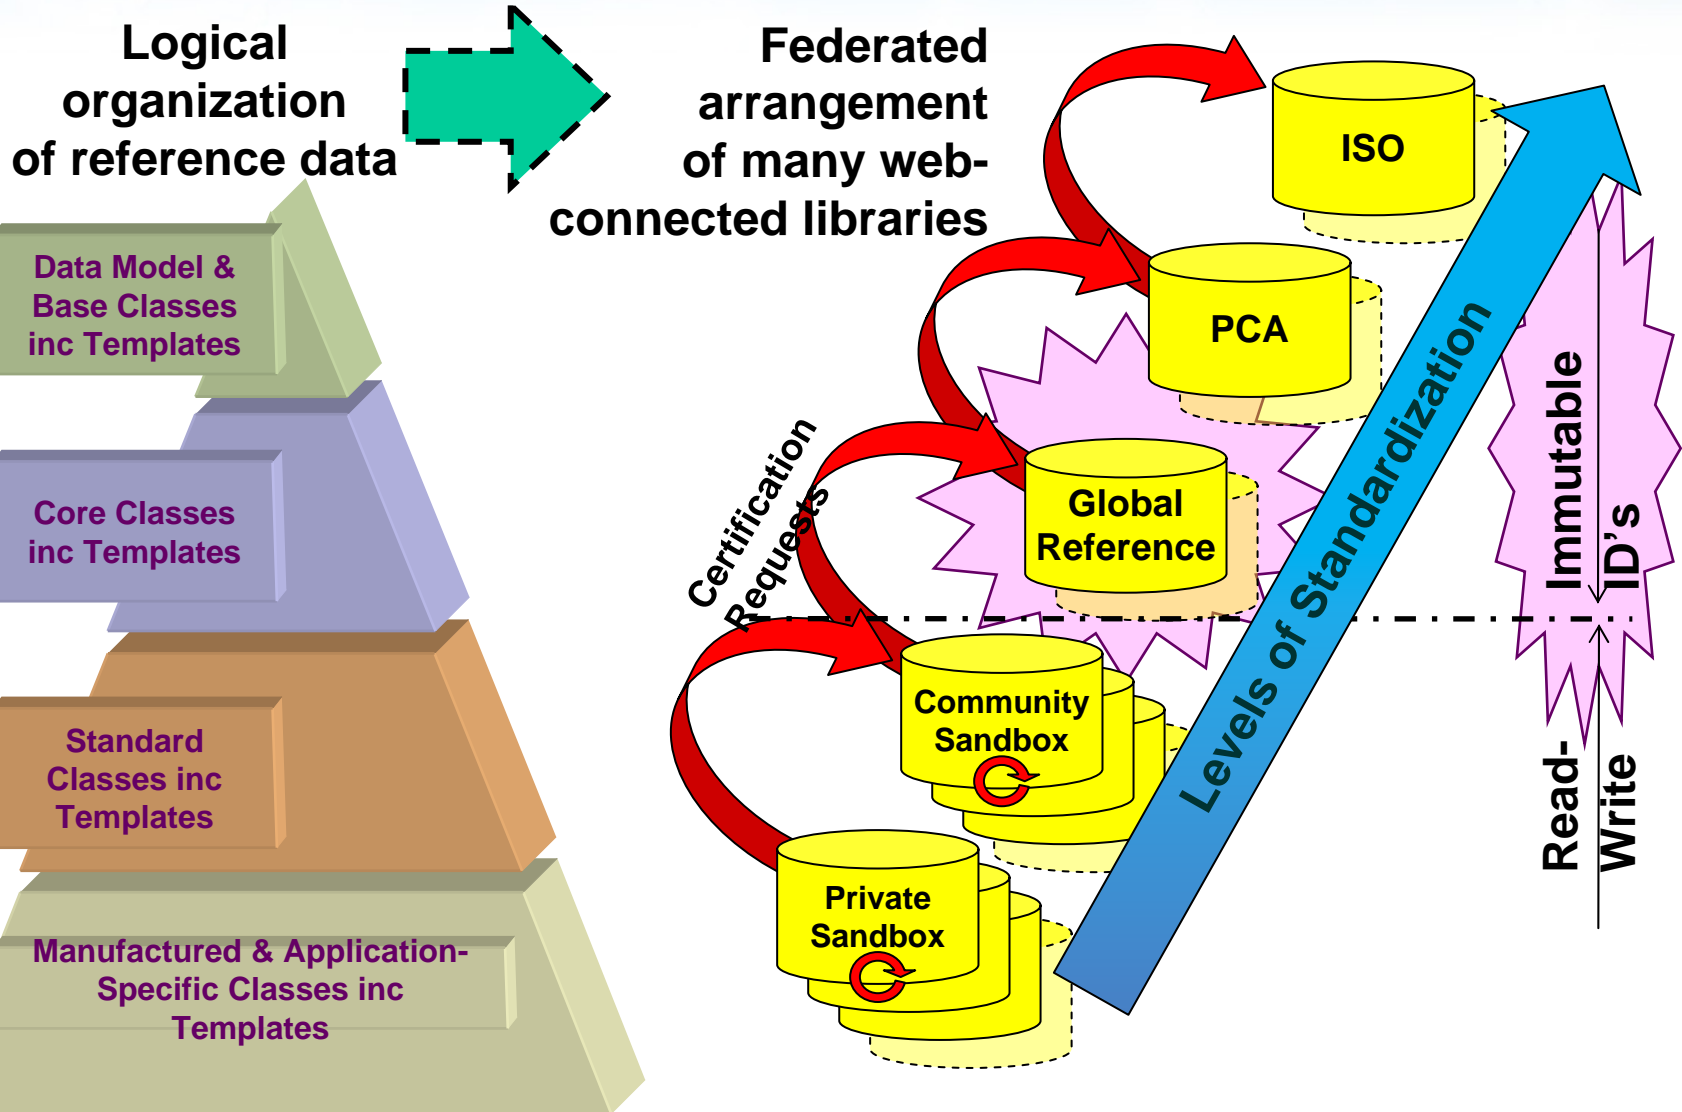 Logical
organization
of reference data
Federated
arrangement
of many web-
connected libraries
Data Model &
Base Classes
inc Templates
Core Classes
inc Templates
Standard
Classes inc
Templates
Manufactured & Application-
Specific Classes inc
Templates
ISO
PCA
Global
Reference
Community
Sandbox
Private
Sandbox
Certification
Requests
Levels of Standardization
Immutable
ID's
Read-
Write